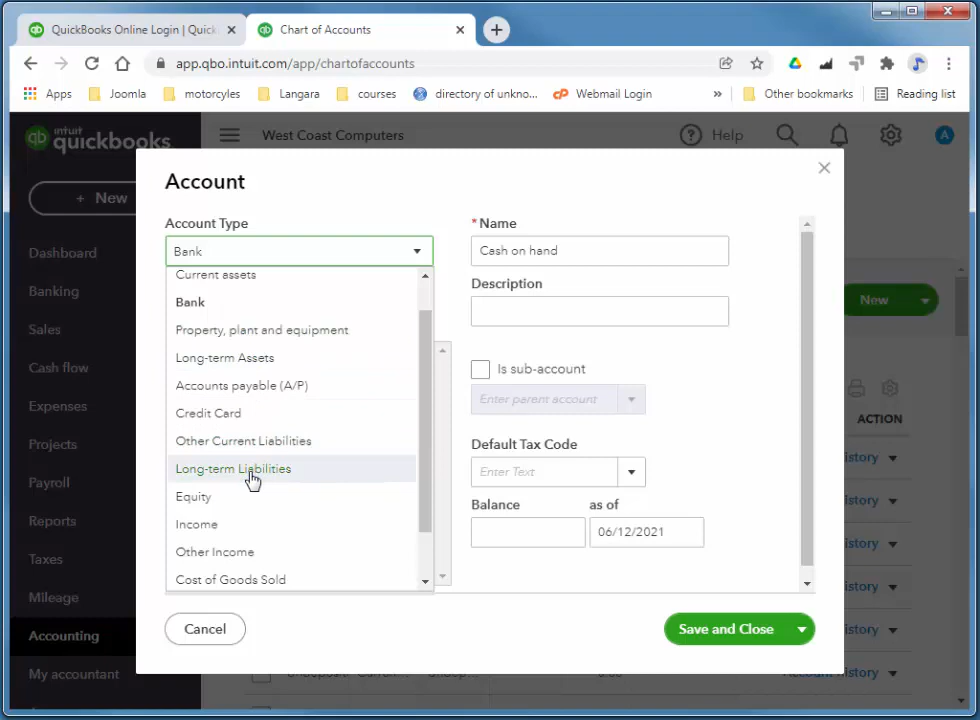 QuickBooks Online Login | Quick
Chart of Accounts
app.qbo.intuit.com/app/chartofaccounts
Apps
Joomla
motorcyles
Langara
courses
directory of unkno...
Webmail Login
»
Other bookmarks
Reading list
intuit
quickbooks
West Coast Computers
Help
A
+ New
Dashboard
Banking
Sales
Cash flow
Expenses
Projects
Payroll
Reports
Taxes
MIleage
Accounting
My accountant
Account
Account Type
Bank
Current assets
Bank
Property, plant and equipment
Long-term Assets
Accounts payable (A/P)
Credit Card
Other Current Liabilities
Long-term Liabilities
Equity
Income
Other Income
Cost of Goods Sold
* Name
Cash on hand
Description
Is sub-account
Enter parent account
Default Tax Code
Enter Text
Balance
as of
06/12/2021
Cancel
Save and Close
New
ACTION
istory
istory
istory
istory
istory
istory